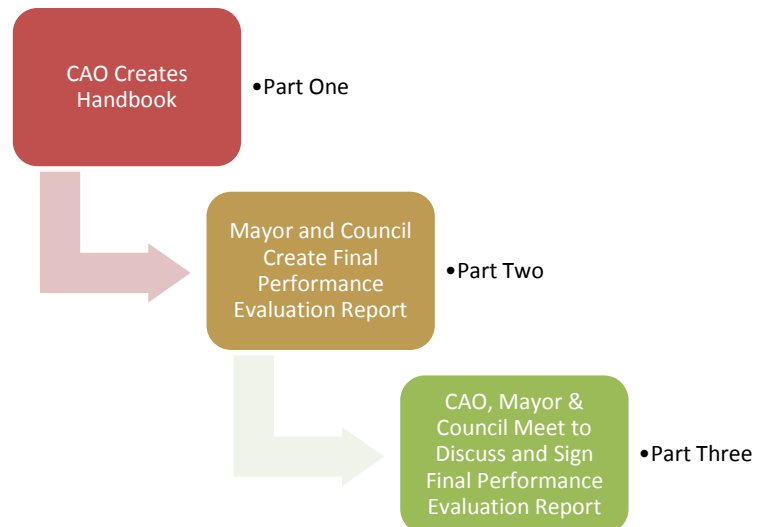 CAO Creates
Handbook
•Part One
Mayor and Council
Create Final
Performance
Evaluation Report
•Part Two
CAO, Mayor &
Council Meet to
Discuss and Sign
Final Performance
Evaluation Report
•Part Three